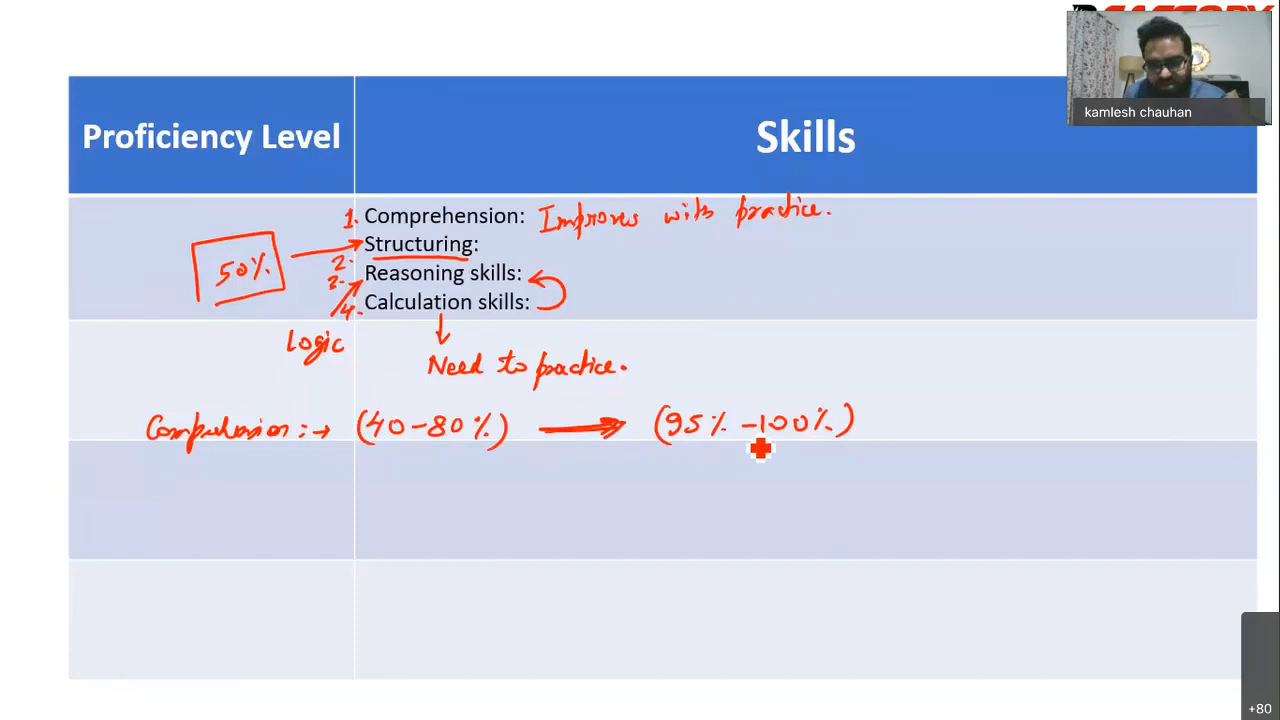 kamlesh chauhan
Proficiency Level
Skills
1. Comprehension: Improves with practice.
50% Structuring:
2.
3. Reasoning skills:
4. Calculation skills:
Logic
Need to practice.
Comprehension :→ (40-80%) → (95% -100%)
+80